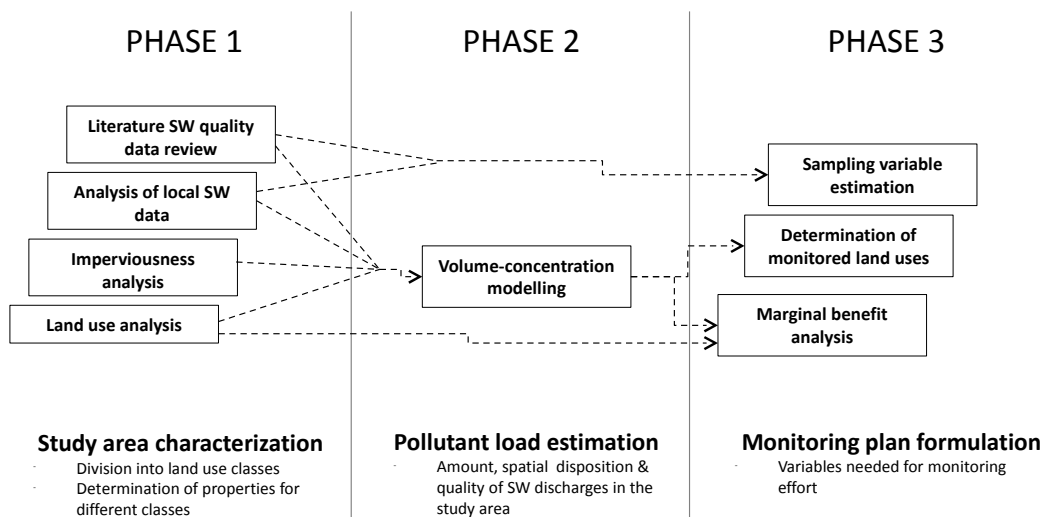 PHASE 1
PHASE 2
PHASE 3
Literature SW quality
data review
Analysis of local SW
data
Imperviousness
analysis
Land use analysis
Volume-concentration
modelling
Sampling variable
estimation
Determination of
monitored land uses
Marginal benefit
analysis
Study area characterization
- Division into land use classes
- Determination of properties for
different classes
Pollutant load estimation
- Amount, spatial disposition &
quality of SW discharges in the
study area
Monitoring plan formulation
- Variables needed for monitoring
effort